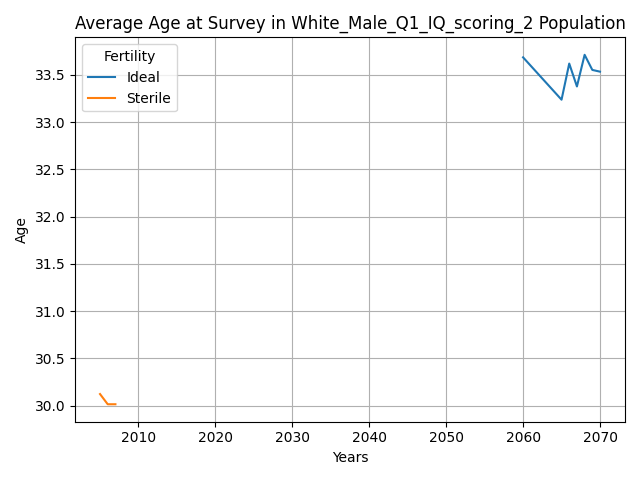 Average Age at Survey in White_Male_Q1_IQ_scoring_2 Population
Fertility
Ideal
Sterile
33.5
33.0
32.5
32.0
31.5
31.0
30.5
30.0
Age
2010 2020 2030 2040 2050 2060 2070
Years